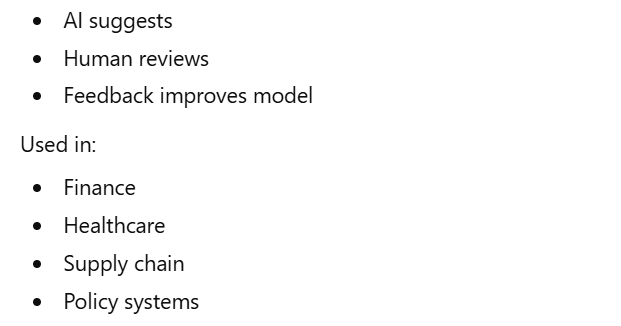 • AI suggests
• Human reviews
• Feedback improves model
Used in:
• Finance
• Healthcare
• Supply chain
• Policy systems